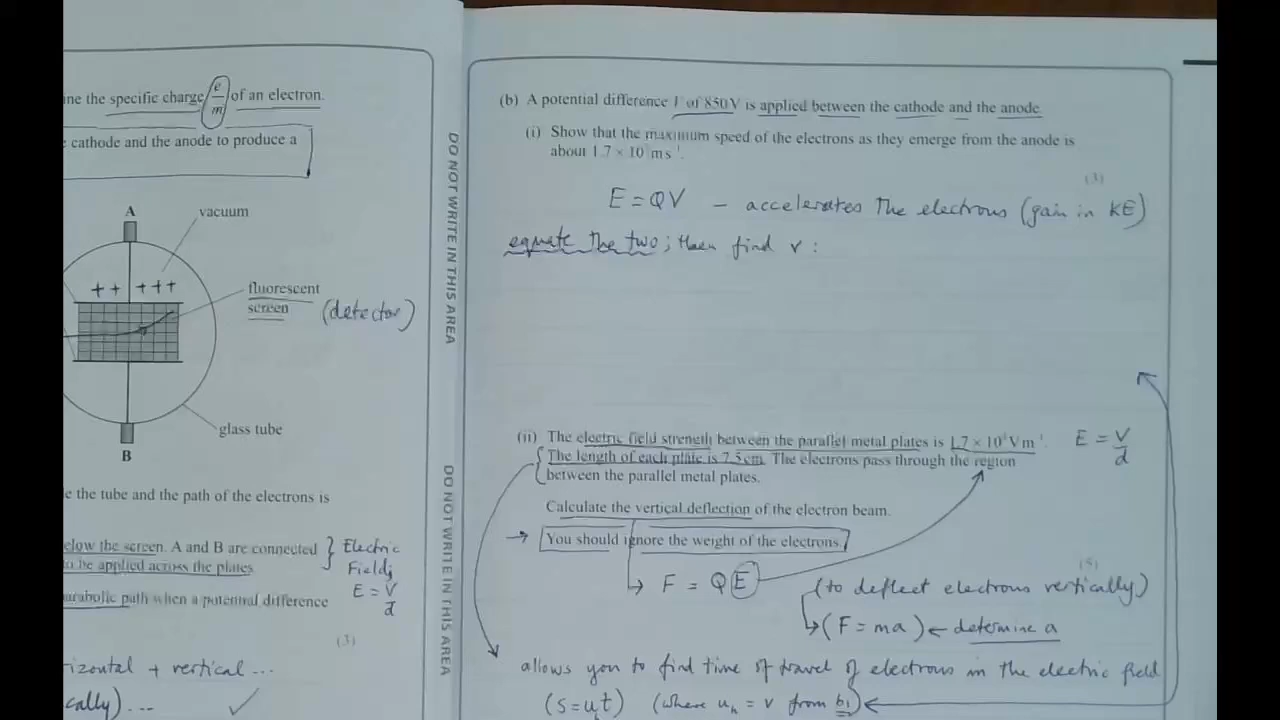 ine the specific charge e/m of an electron.
cathode and the anode to produce a
A
vacuum
++ +++
fluorescent
screen
(detector)
glass tube
B
e the tube and the path of the electrons is
elow the screen. A and B are connected
to be applied across the plates.
arabolic path when a potential difference
} Electric
Fields
E = V/d
(3)
rizontal + vertical ...
cally) ... ✓
DO NOT WRITE IN THIS AREA
DO NOT WRITE IN THIS AREA
(b) A potential difference V of 850 V is applied between the cathode and the anode.
(i) Show that the maximum speed of the electrons as they emerge from the anode is
about 1.7 × 10 m s⁻¹.
(3)
E = QV – accelerates the electrons (gain in KE)
equate the two; then find v :
(ii) The electric field strength between the parallel metal plates is 1.7 × 10 V m⁻¹.
The length of each plate is 7.5 cm. The electrons pass through the region
between the parallel metal plates.
E = V/d
Calculate the vertical deflection of the electron beam.
→ You should ignore the weight of the electrons.
(5)
↳ F = QE (to deflect electrons vertically)
↳ (F = ma) ← determine a
allows you to find time of travel of electrons in the electric field
(s = uₕt) (where uₕ = v from bi) ←